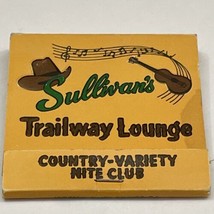 Sullivan's
Trailway Lounge
COUNTRY-VARIETY
NITE CLUB